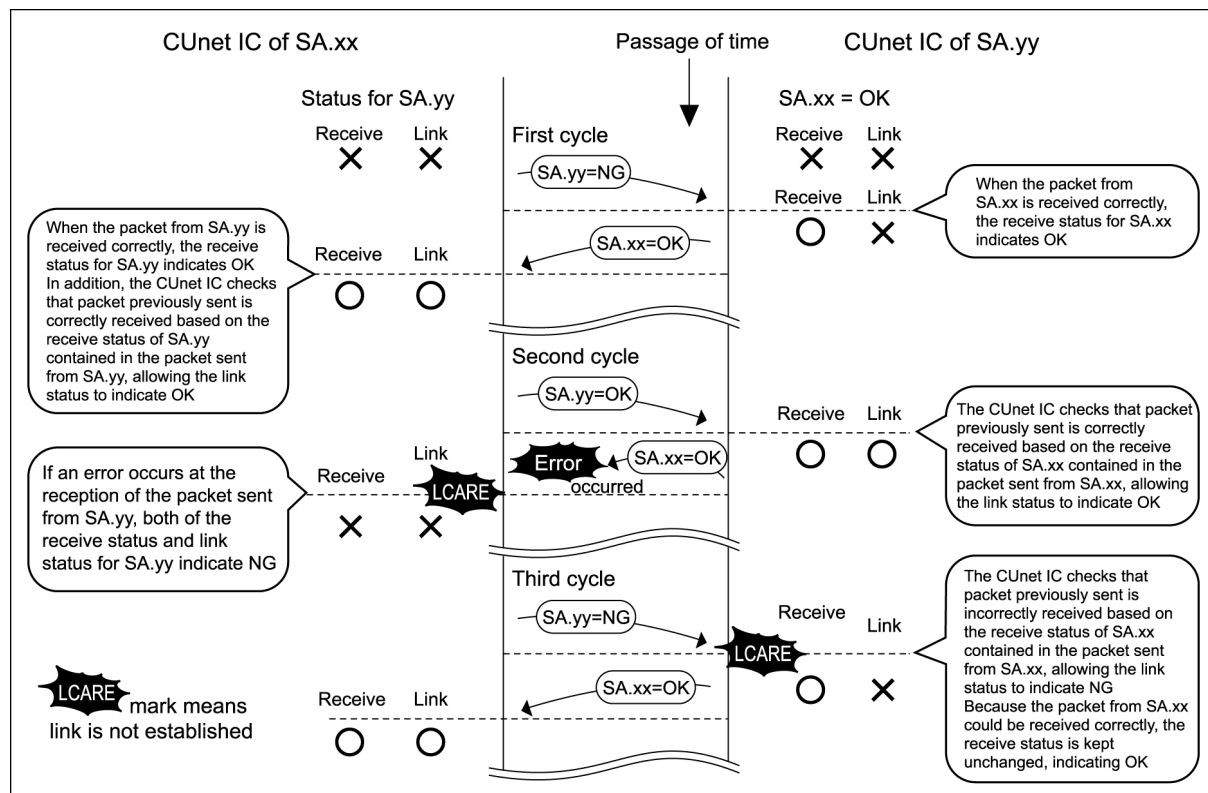 CUnet IC of SA.xx
Passage of time
CUnet IC of SA.yy
Status for SA.yy
SA.xx = OK
Receive Link
First cycle
Receive Link
SA.yy=NG
Receive Link
When the packet from
SA.xx is received correctly,
the receive status for SA.xx
indicates OK
When the packet from SA.yy is
received correctly, the receive
status for SA.yy indicates OK
In addition, the CUnet IC checks
that packet previously sent is
correctly received based on the
receive status of SA.yy
contained in the packet sent
from SA.yy, allowing the link
status to indicate OK
SA.xx=OK
Receive Link
Second cycle
SA.yy=OK
Receive Link
The CUnet IC checks that packet
previously sent is correctly
received based on the receive
status of SA.xx contained in the
packet sent from SA.xx, allowing
the link status to indicate OK
If an error occurs at the
reception of the packet sent
from SA.yy, both of the
receive status and link
status for SA.yy indicate NG
Receive Link
LCARE
Error
occurred
SA.xx=OK
Third cycle
SA.yy=NG
Receive Link
LCARE
The CUnet IC checks that
packet previously sent is
incorrectly received based on
the receive status of SA.xx
contained in the packet sent
from SA.xx, allowing the link
status to indicate NG
Because the packet from SA.xx
could be received correctly, the
receive status is kept
unchanged, indicating OK
SA.xx=OK
Receive Link
LCARE mark means
link is not established